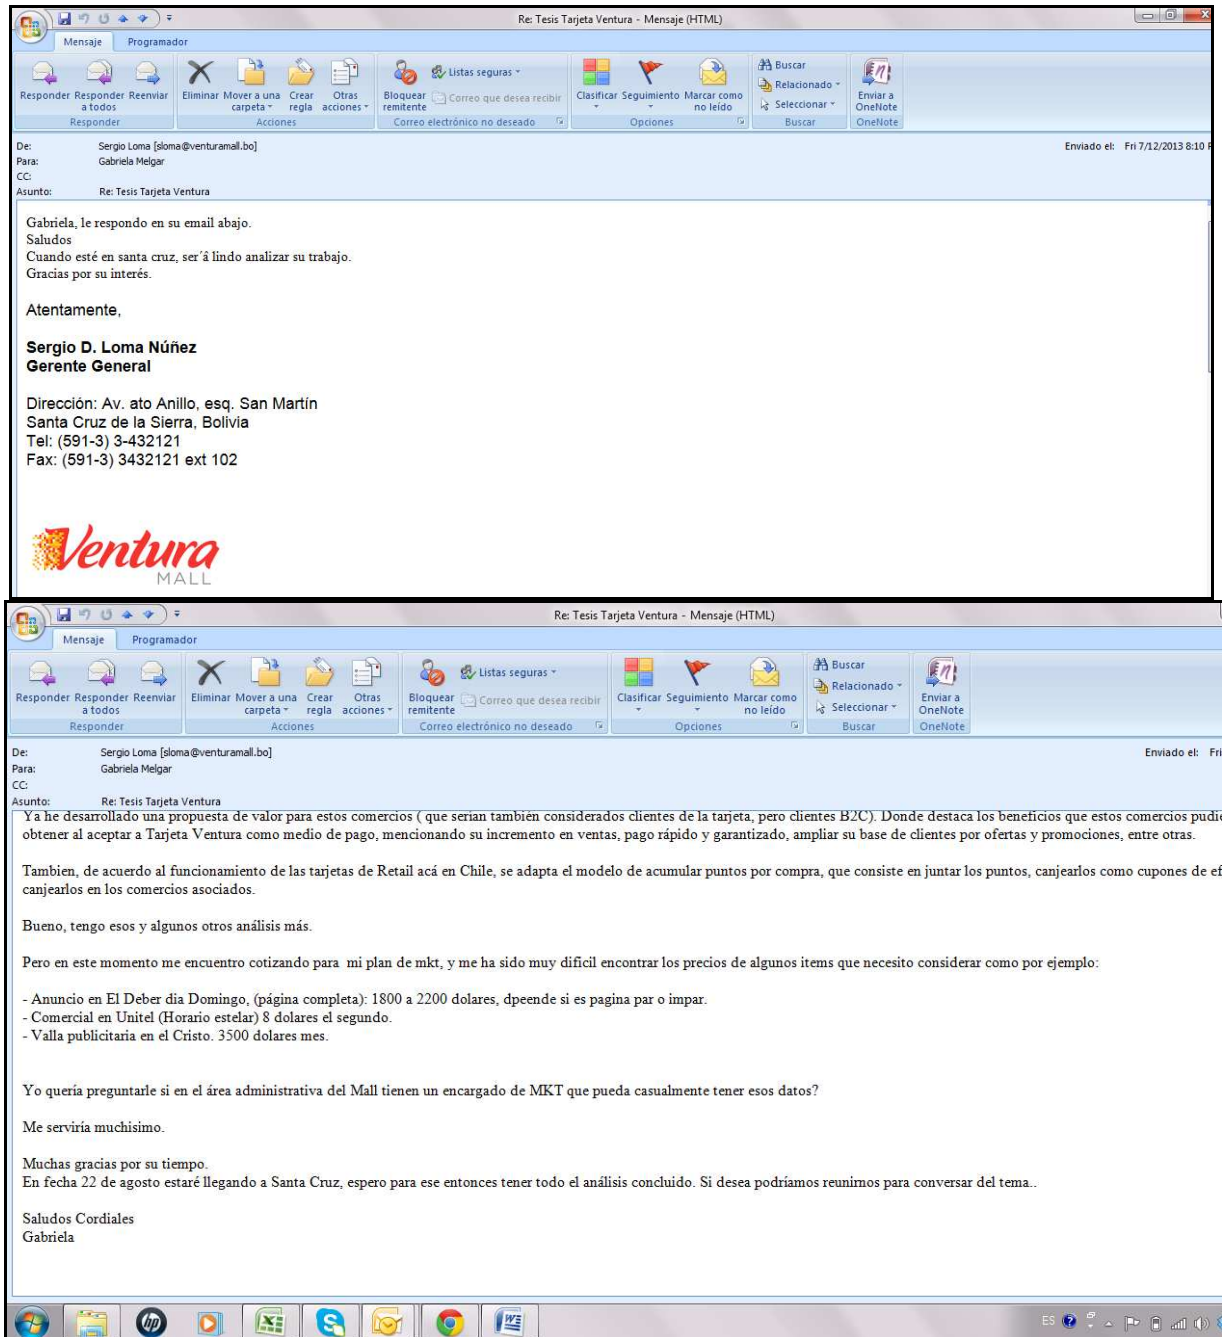 Re: Tesis Tarjeta Ventura - Mensaje (HTML)
Mensaje Programador
Responder Responder a todos Reenviar
Eliminar Mover a una carpeta Crear regla Otras acciones
Bloquear remitente Listas seguras Correo que desea recibir
Clasificar Seguimiento Marcar como no leído
Buscar Relacionado Seleccionar
Enviar a OneNote
Responder Acciones Correo electrónico no deseado Opciones Buscar OneNote
De: Sergio Loma [sloma@venturamall.bo] Enviado el: Fri 7/12/2013 8:10
Para: Gabriela Melgar
CC:
Asunto: Re: Tesis Tarjeta Ventura
Gabriela, le respondo en su email abajo.
Saludos
Cuando esté en santa cruz, ser´â lindo analizar su trabajo.
Gracias por su interés.
Atentamente,
Sergio D. Loma Núñez
Gerente General
Dirección: Av. ato Anillo, esq. San Martín
Santa Cruz de la Sierra, Bolivia
Tel: (591-3) 3-432121
Fax: (591-3) 3432121 ext 102
Ventura
MALL
Re: Tesis Tarjeta Ventura - Mensaje (HTML)
Mensaje Programador
Responder Responder a todos Reenviar
Eliminar Mover a una carpeta Crear regla Otras acciones
Bloquear remitente Listas seguras Correo que desea recibir
Clasificar Seguimiento Marcar como no leído
Buscar Relacionado Seleccionar
Enviar a OneNote
Responder Acciones Correo electrónico no deseado Opciones Buscar OneNote
De: Sergio Loma [sloma@venturamall.bo] Enviado el: Fri
Para: Gabriela Melgar
CC:
Asunto: Re: Tesis Tarjeta Ventura
Ya he desarrollado una propuesta de valor para estos comercios ( que serian también considerados clientes de la tarjeta, pero clientes B2C). Donde destaca los beneficios que estos comercios pudie
obtener al aceptar a Tarjeta Ventura como medio de pago, mencionando su incremento en ventas, pago rápido y garantizado, ampliar su base de clientes por ofertas y promociones, entre otras.
Tambien, de acuerdo al funcionamiento de las tarjetas de Retail acá en Chile, se adapta el modelo de acumular puntos por compra, que consiste en juntar los puntos, canjearlos como cupones de ef
canjearlos en los comercios asociados.
Bueno, tengo esos y algunos otros análisis más.
Pero en este momento me encuentro cotizando para mi plan de mkt, y me ha sido muy dificil encontrar los precios de algunos items que necesito considerar como por ejemplo:
- Anuncio en El Deber dia Domingo, (página completa): 1800 a 2200 dolares, dpeende si es pagina par o impar.
- Comercial en Unitel (Horario estelar) 8 dolares el segundo.
- Valla publicitaria en el Cristo. 3500 dolares mes.
Yo quería preguntarle si en el área administrativa del Mall tienen un encargado de MKT que pueda casualmente tener esos datos?
Me serviría muchisimo.
Muchas gracias por su tiempo.
En fecha 22 de agosto estaré llegando a Santa Cruz, espero para ese entonces tener todo el análisis concluido. Si desea podríamos reunirnos para conversar del tema..
Saludos Cordiales
Gabriela
hp
ES